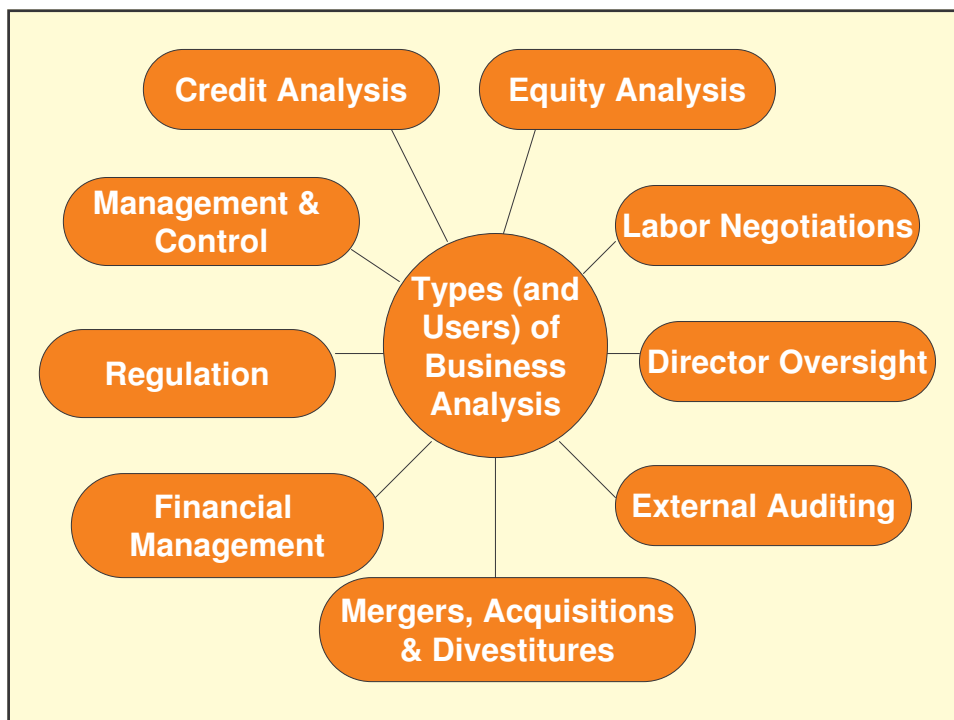 Credit Analysis
Equity Analysis
Management &
Control
Labor Negotiations
Types (and
Users) of
Business
Analysis
Regulation
Director Oversight
Financial
Management
External Auditing
Mergers, Acquisitions
& Divestitures